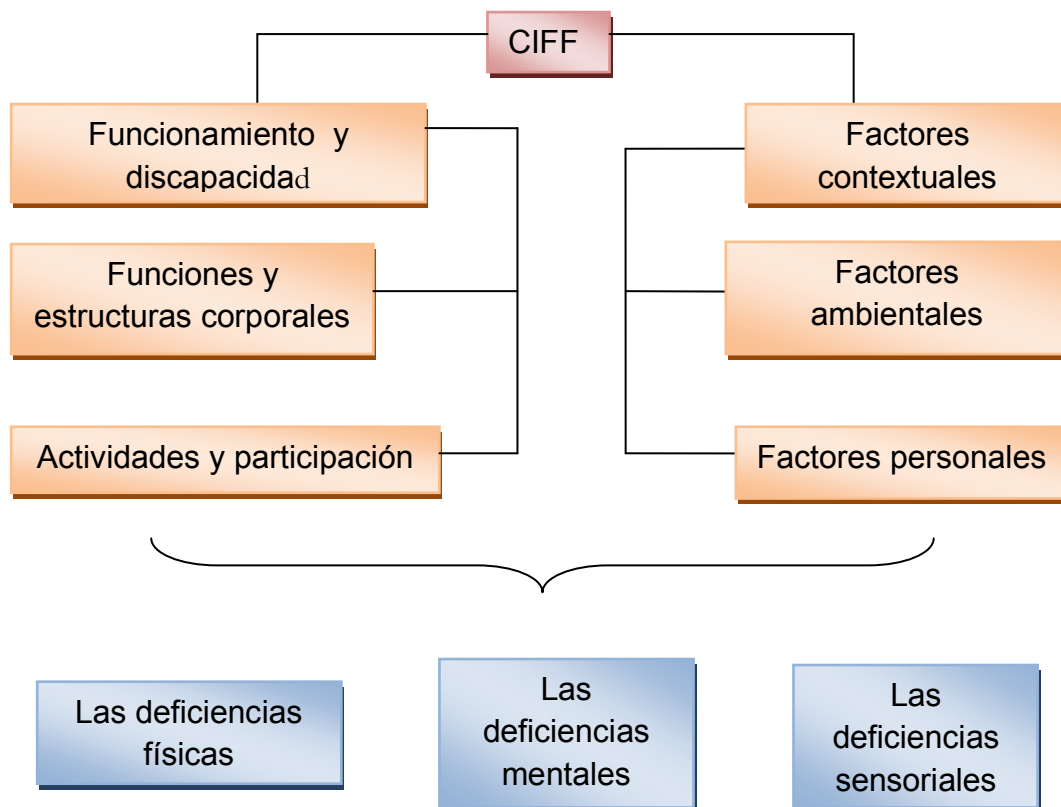 CIFF
Funcionamiento y
discapacidad
Factores
contextuales
Funciones y
estructuras corporales
Factores
ambientales
Actividades y participación
Factores personales
Las deficiencias
físicas
Las
deficiencias
mentales
Las
deficiencias
sensoriales